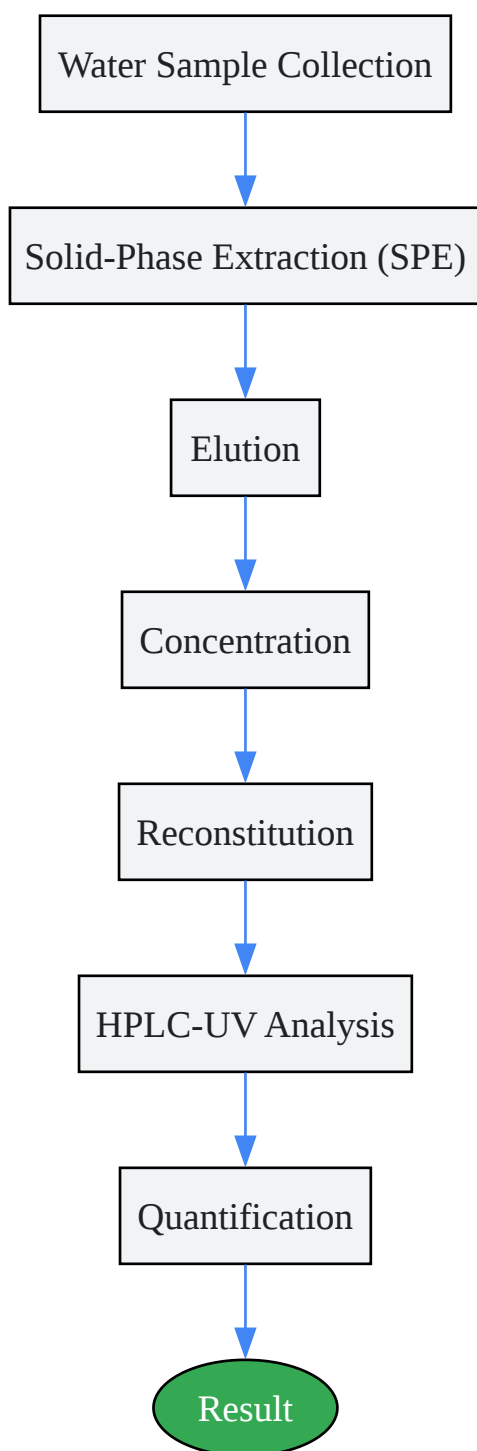 Water Sample Collection
Solid-Phase Extraction (SPE)
Elution
Concentration
Reconstitution
HPLC-UV Analysis
Quantification
Result